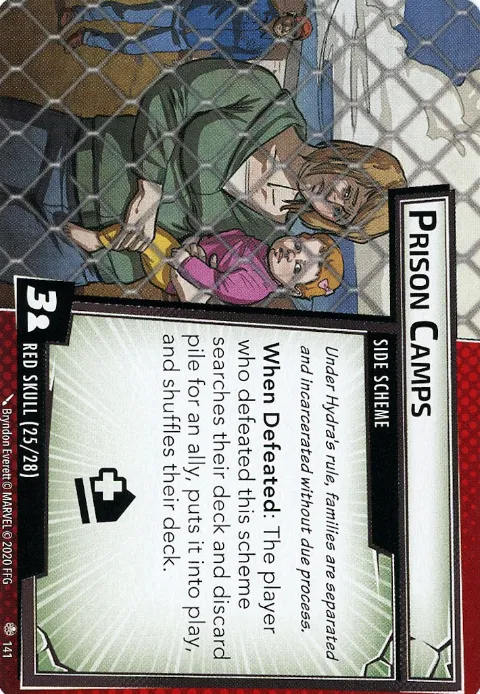 PRISON CAMPS
SIDE SCHEME
Under Hydra's rule, families are separated
and incarcerated without due process.
When Defeated: The player
who defeated this scheme
searches their deck and discard
pile for an ally, puts it into play,
and shuffles their deck.
3
RED SKULL (25/28)
Bryndon Everett © MARVEL © 2020 FFG
141